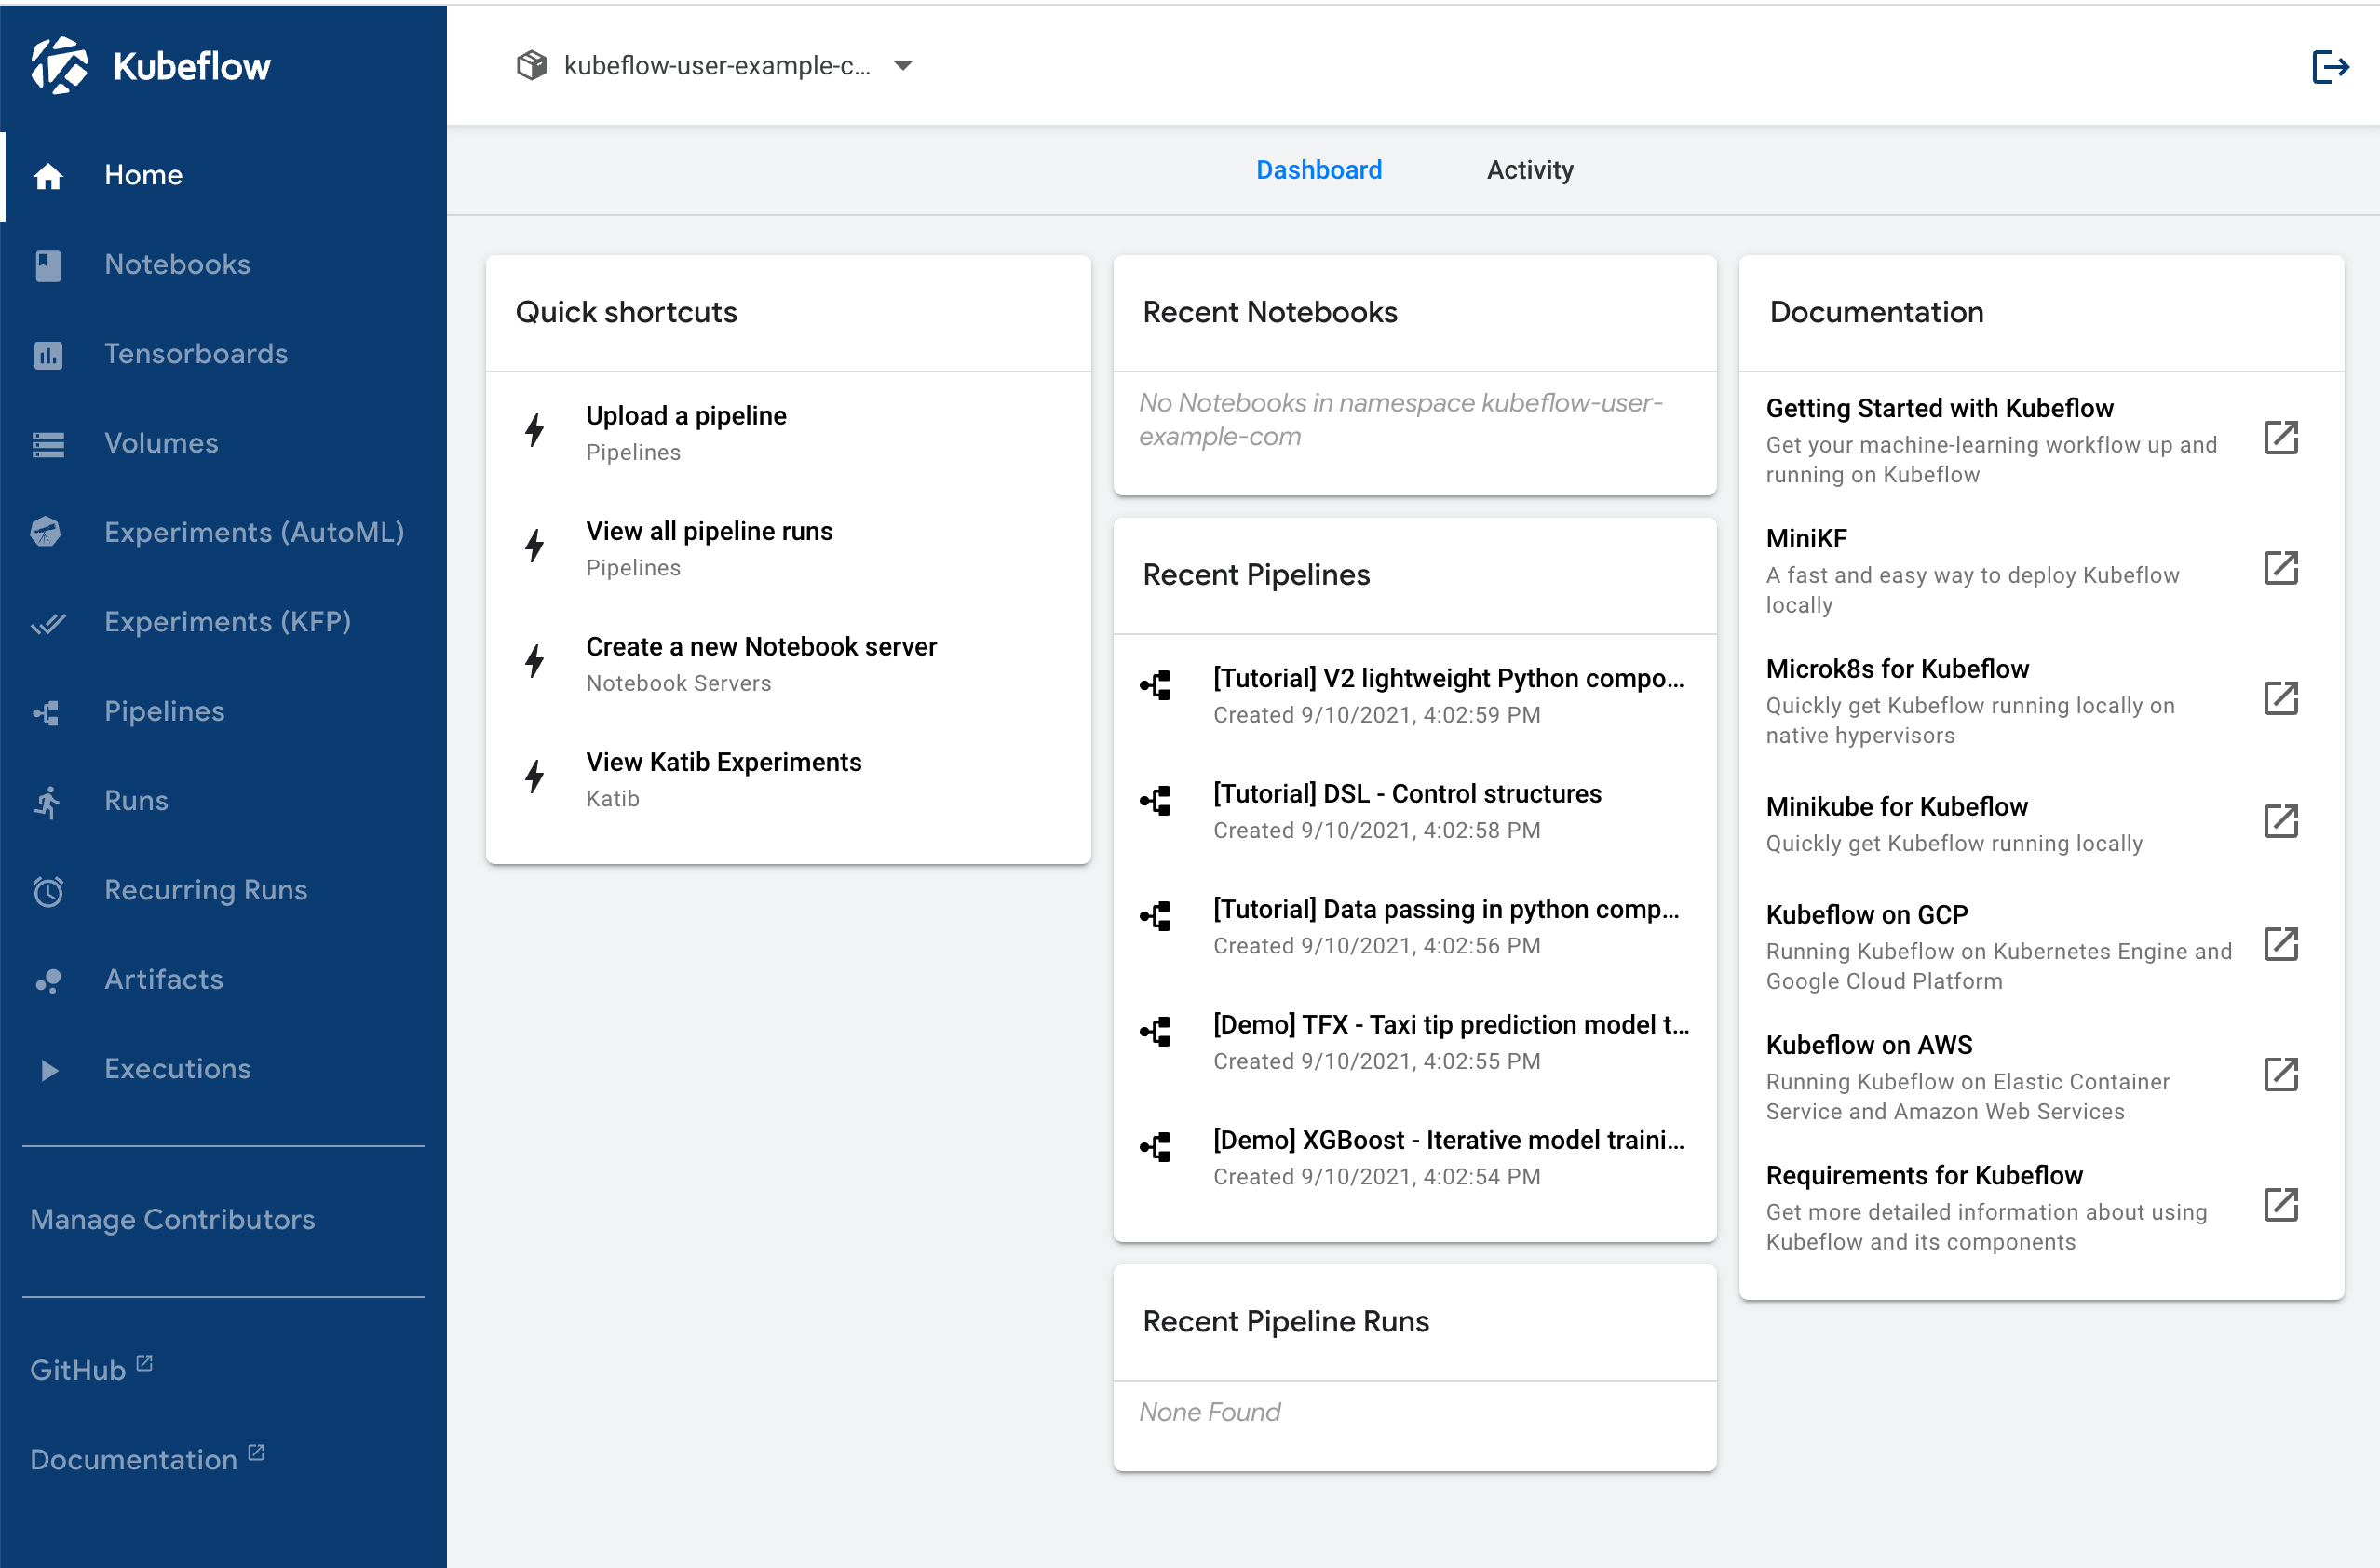 Kubeflow
Home
Notebooks
Tensorboards
Volumes
Experiments (AutoML)
Experiments (KFP)
Pipelines
Runs
Recurring Runs
Artifacts
Executions
Manage Contributors
GitHub
Documentation
kubeflow-user-example-c...
Dashboard
Activity
Quick shortcuts
Upload a pipeline
Pipelines
View all pipeline runs
Pipelines
Create a new Notebook server
Notebook Servers
View Katib Experiments
Katib
Recent Notebooks
No Notebooks in namespace kubeflow-user-
example-com
Recent Pipelines
[Tutorial] V2 lightweight Python compo...
Created 9/10/2021, 4:02:59 PM
[Tutorial] DSL - Control structures
Created 9/10/2021, 4:02:58 PM
[Tutorial] Data passing in python comp...
Created 9/10/2021, 4:02:56 PM
[Demo] TFX - Taxi tip prediction model t...
Created 9/10/2021, 4:02:55 PM
[Demo] XGBoost - Iterative model traini...
Created 9/10/2021, 4:02:54 PM
Recent Pipeline Runs
None Found
Documentation
Getting Started with Kubeflow
Get your machine-learning workflow up and
running on Kubeflow
MiniKF
A fast and easy way to deploy Kubeflow
locally
Microk8s for Kubeflow
Quickly get Kubeflow running locally on
native hypervisors
Minikube for Kubeflow
Quickly get Kubeflow running locally
Kubeflow on GCP
Running Kubeflow on Kubernetes Engine and
Google Cloud Platform
Kubeflow on AWS
Running Kubeflow on Elastic Container
Service and Amazon Web Services
Requirements for Kubeflow
Get more detailed information about using
Kubeflow and its components